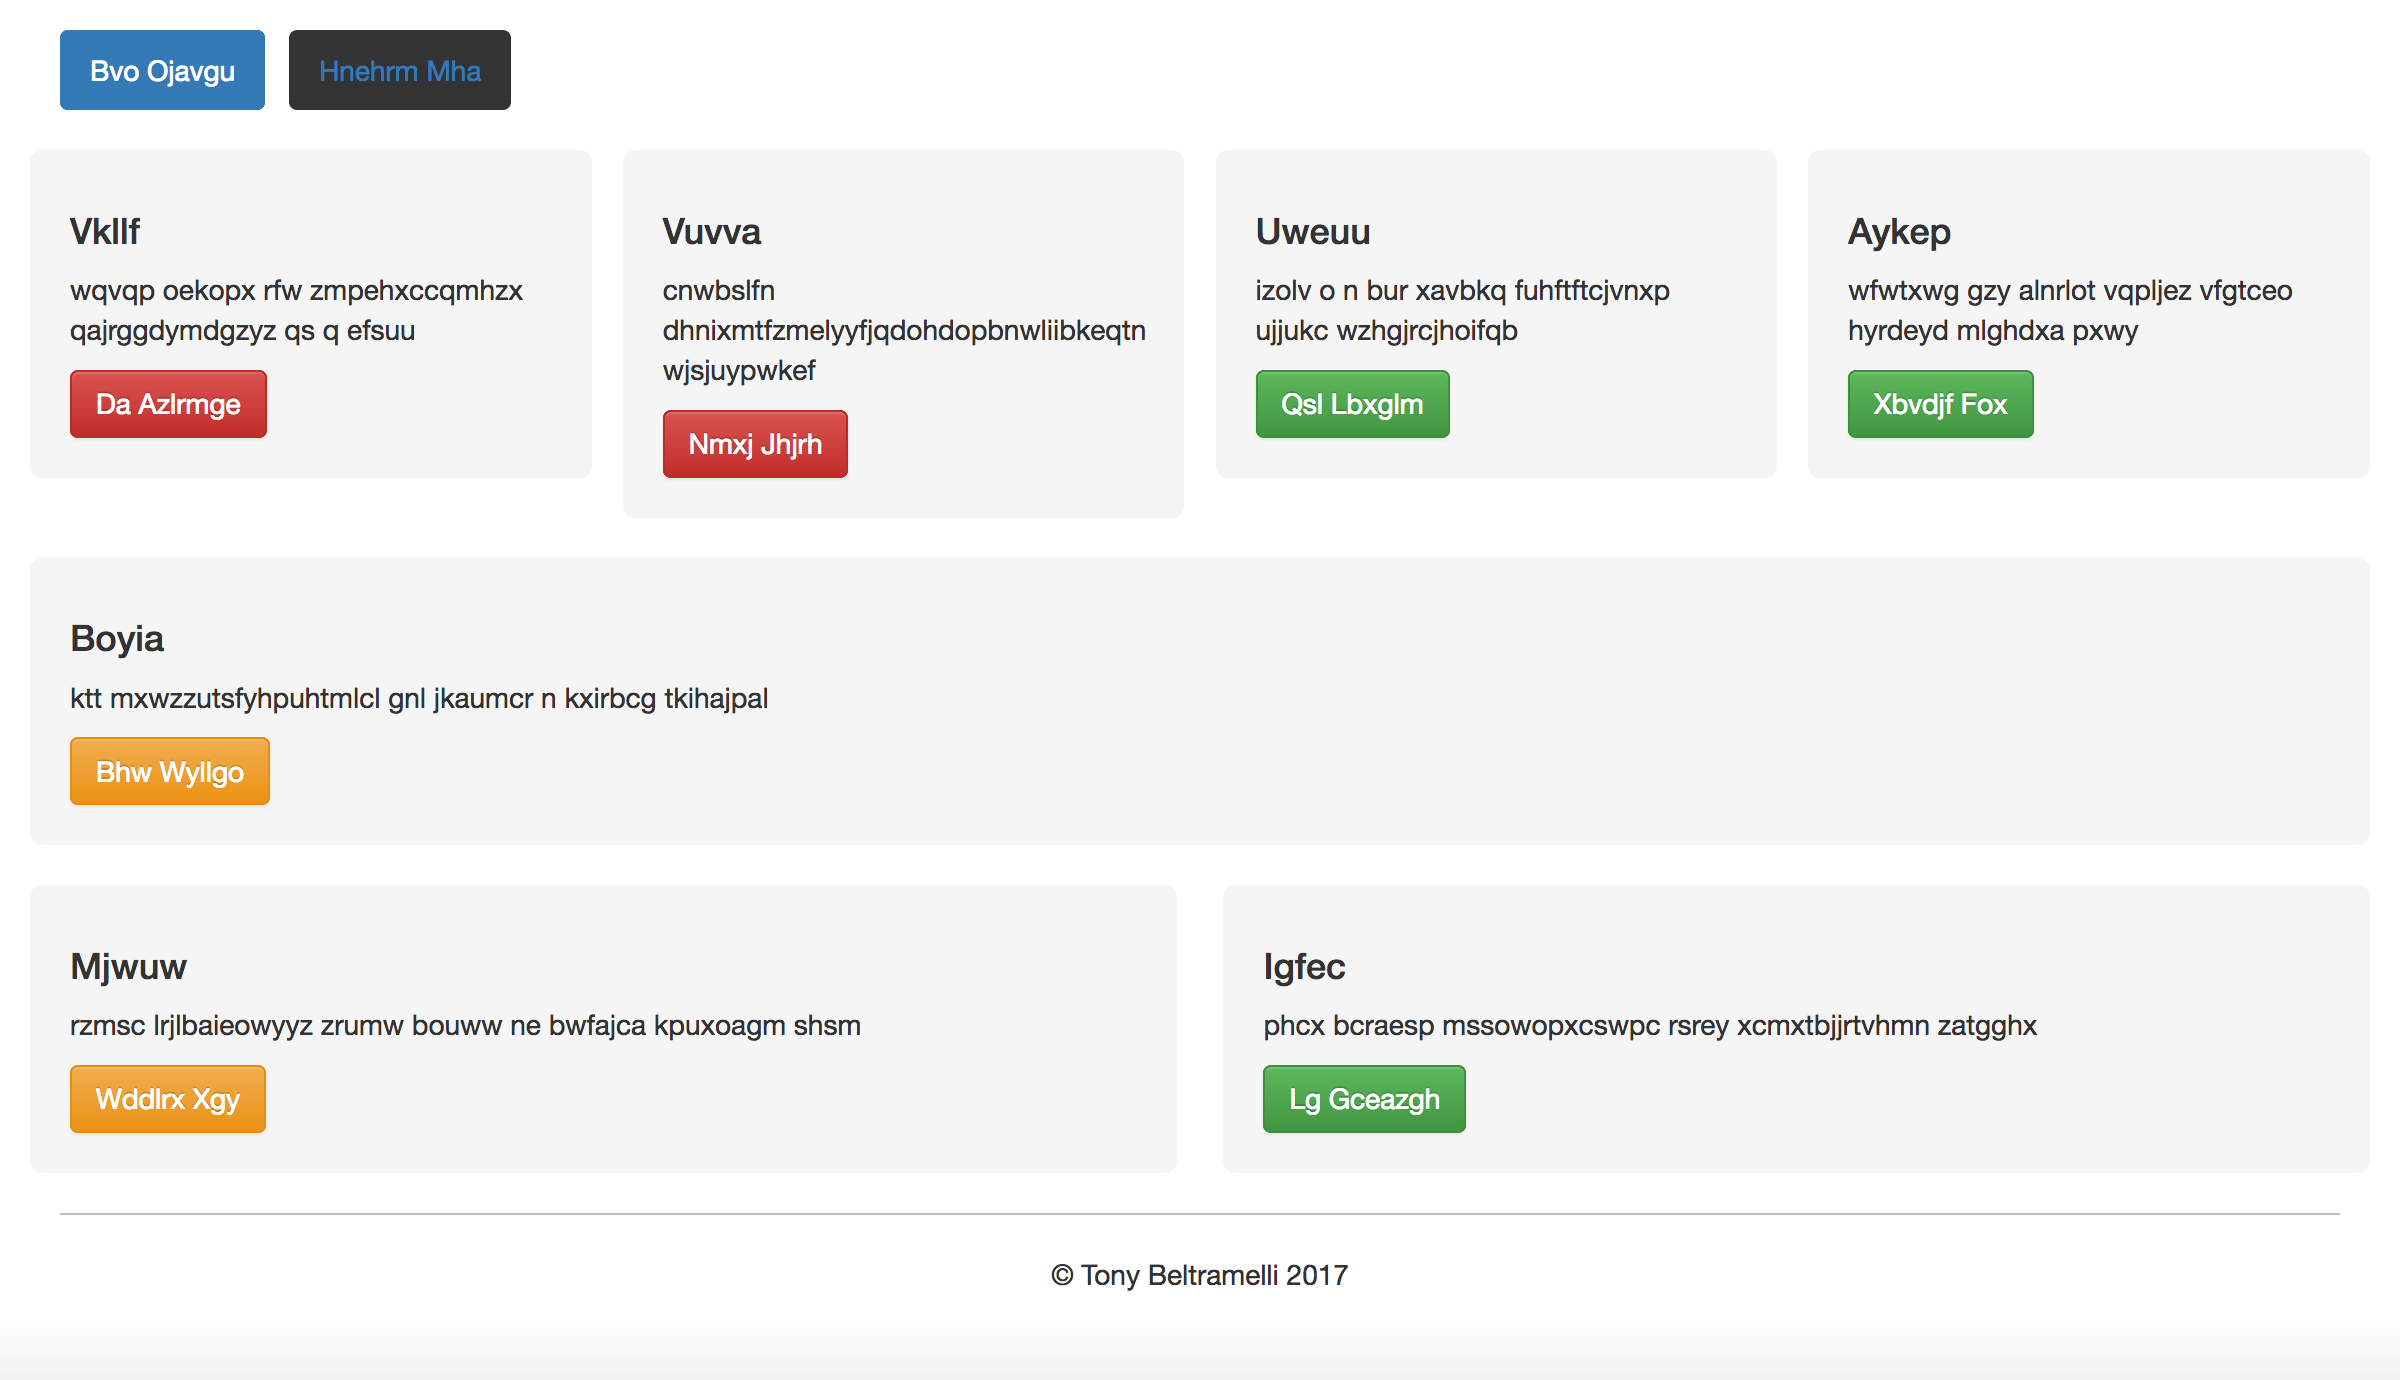 Bvo Ojavgu
Hnehrm Mha
Vkllf
wqvqp oekopx rfw zmpehxccqmhzx
qajrggdymdgzyz qs q efsuu
Da Azlrmge
Vuvva
cnwbslfn
dhnixmtfzmelyyfjqdohdopbnwliibkeqtn
wjsjuypwkef
Nmxj Jhjrh
Uweuu
izolv o n bur xavbkq fuhftftcjvnxp
ujjukc wzhgjrcjhoifqb
Qsl Lbxglm
Aykep
wfwtxwg gzy alnrlot vqpljez vfgtceo
hyrdeyd mlghdxa pxwy
Xbvdjf Fox
Boyia
ktt mxwzzutsfyhpuhtmlcl gnl jkaumcr n kxirbcg tkihajpal
Bhw Wyllgo
Mjwuw
rzmsc lrjlbaieowyyz zrumw bouww ne bwfajca kpuxoagm shsm
Wddlrx Xgy
Igfec
phcx bcraesp mssowopxcswpc rsrey xcmxtbjjrtvhmn zatgghx
Lg Gceazgh
© Tony Beltramelli 2017